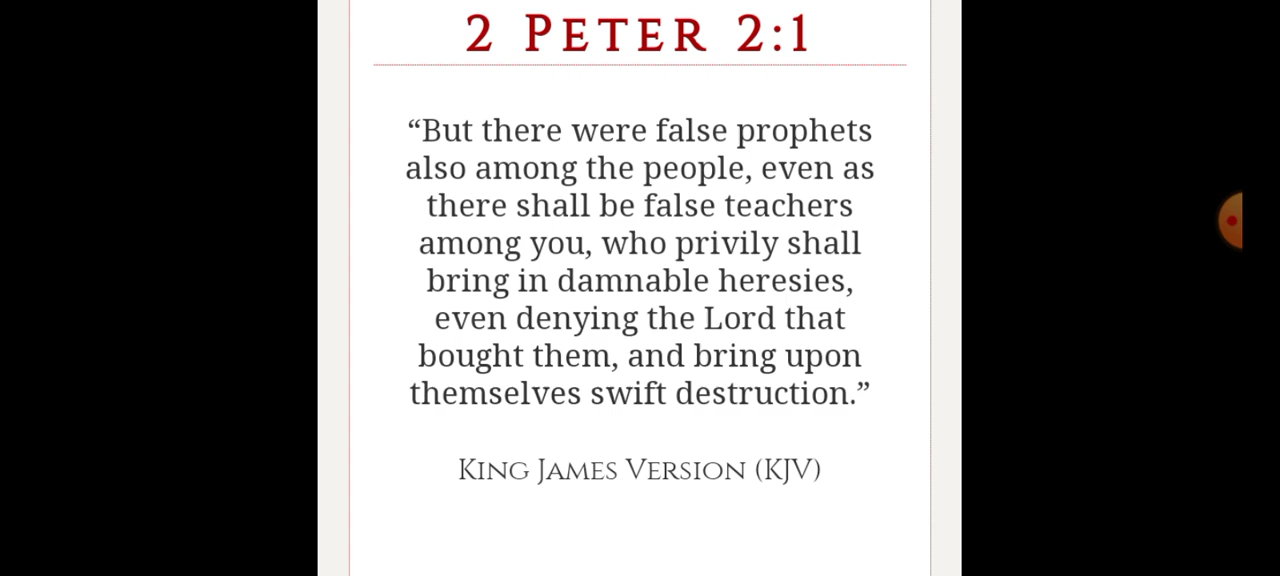 2 Peter 2:1
“But there were false prophets
also among the people, even as
there shall be false teachers
among you, who privily shall
bring in damnable heresies,
even denying the Lord that
bought them, and bring upon
themselves swift destruction.”
King James Version (KJV)